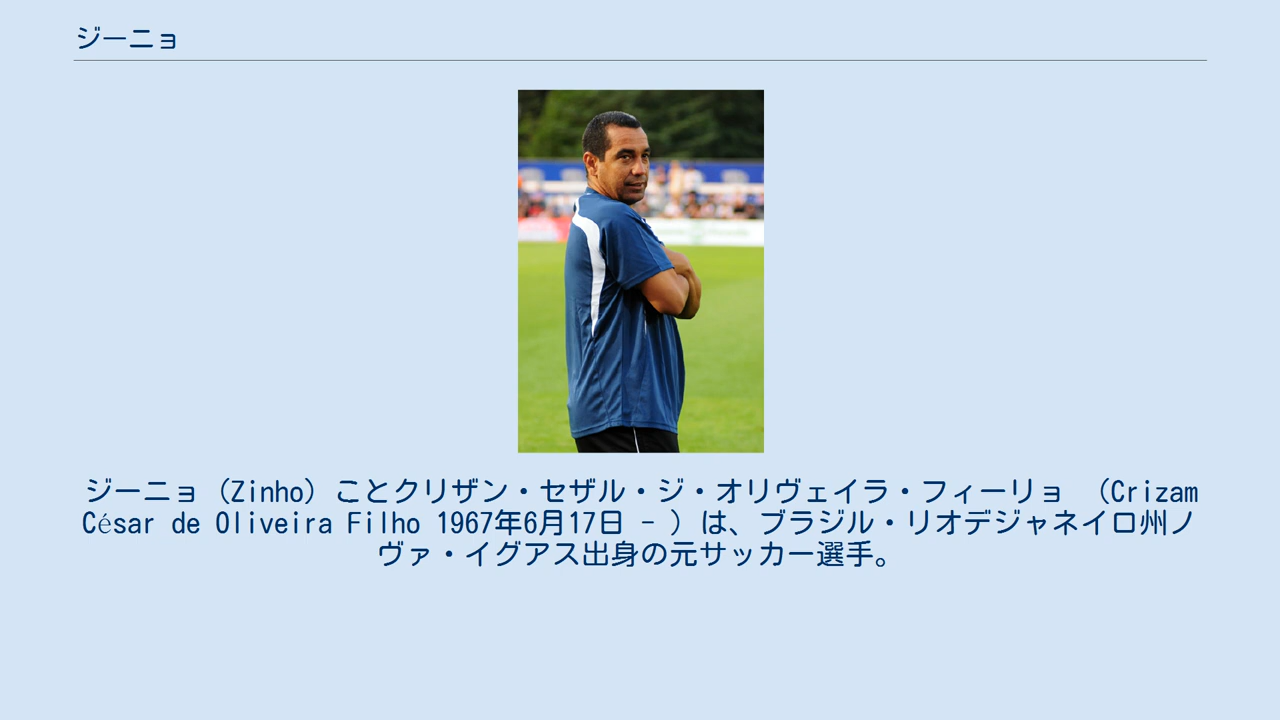 ジーニョ
ジーニョ（Zinho）ことクリザン・セザル・ジ・オリヴェイラ・フィーリョ （Crizam
César de Oliveira Filho 1967年6月17日 - ）は、ブラジル・リオデジャネイロ州ノ
ヴァ・イグアス出身の元サッカー選手。